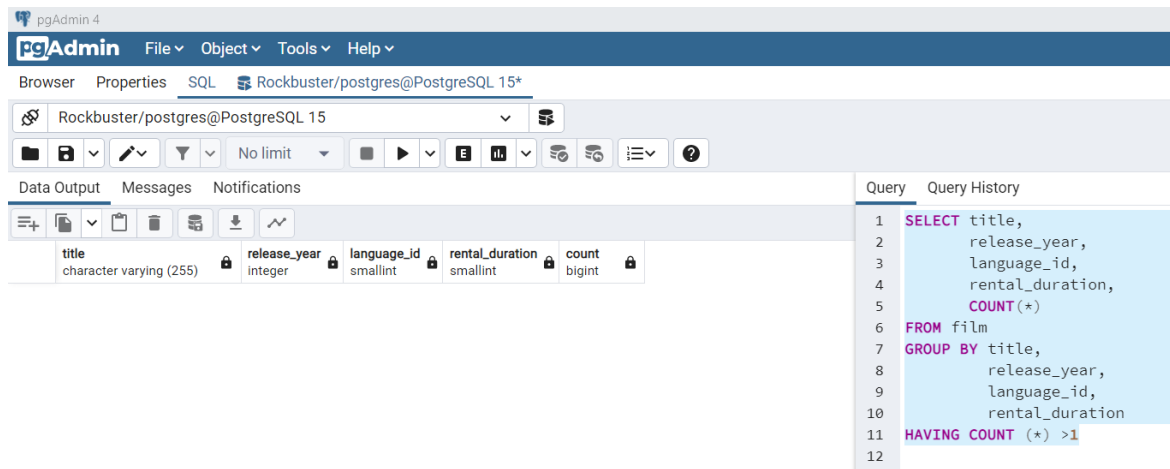 pgAdmin 4
pgAdmin File Object Tools Help
Browser Properties SQL Rockbuster/postgres@PostgreSQL 15*
Rockbuster/postgres@PostgreSQL 15
No limit E
Data Output Messages Notifications
title release_year language_id rental_duration count
character varying (255) integer smallint smallint bigint
Query Query History
1 SELECT title,
2 release_year,
3 language_id,
4 rental_duration,
5 COUNT(*)
6 FROM film
7 GROUP BY title,
8 release_year,
9 language_id,
10 rental_duration
11 HAVING COUNT (*) >1
12